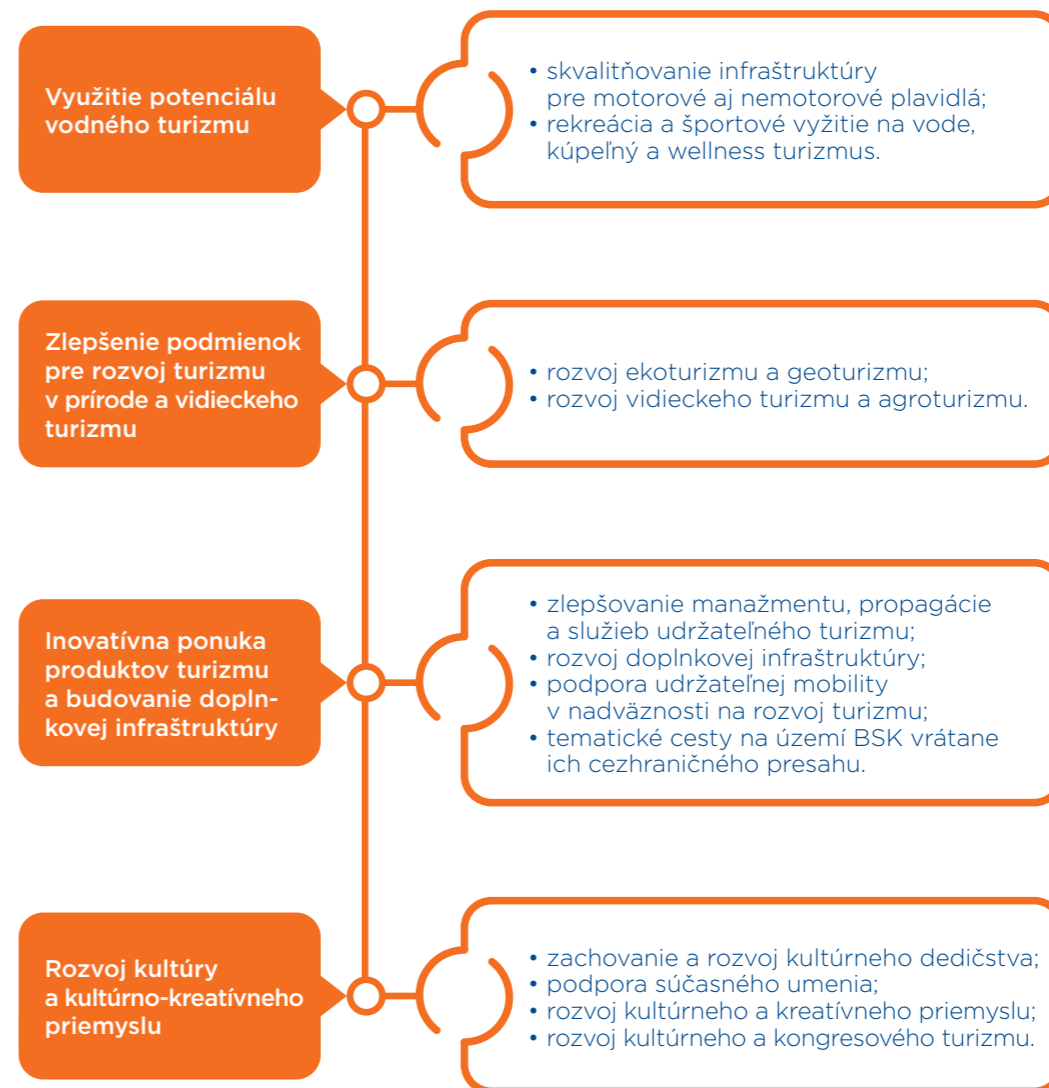 Využitie potenciálu
vodného turizmu
• skvalitňovanie infraštruktúry
pre motorové aj nemotorové plavidlá;
• rekreácia a športové vyžitie na vode,
kúpeľný a wellness turizmus.
Zlepšenie podmienok
pre rozvoj turizmu
v prírode a vidieckeho
turizmu
• rozvoj ekoturizmu a geoturizmu;
• rozvoj vidieckeho turizmu a agroturizmu.
Inovatívna ponuka
produktov turizmu
a budovanie dopln-
kovej infraštruktúry
• zlepšovanie manažmentu, propagácie
a služieb udržateľného turizmu;
• rozvoj doplnkovej infraštruktúry;
• podpora udržateľnej mobility
v nadväznosti na rozvoj turizmu;
• tematické cesty na území BSK vrátane
ich cezhraničného presahu.
Rozvoj kultúry
a kultúrno-kreatívneho
priemyslu
• zachovanie a rozvoj kultúrneho dedičstva;
• podpora súčasného umenia;
• rozvoj kultúrneho a kreatívneho priemyslu;
• rozvoj kultúrneho a kongresového turizmu.